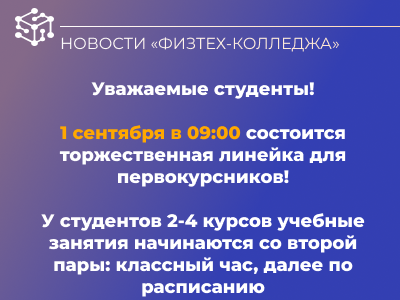 НОВОСТИ «ФИЗТЕХ-КОЛЛЕДЖА»
Уважаемые студенты!
1 сентября в 09:00 состоится
торжественная линейка для
первокурсников!
У студентов 2-4 курсов учебные
занятия начинаются со второй
пары: классный час, далее по
расписанию